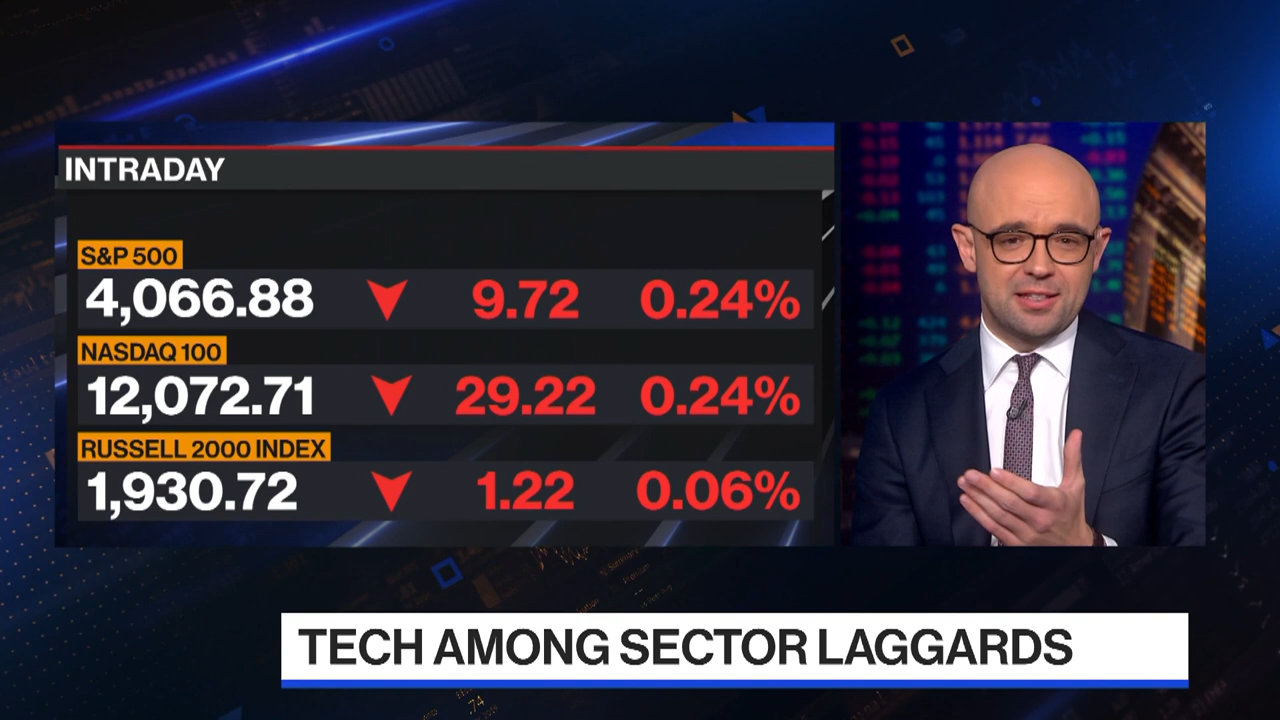 INTRADAY
S&P 500
4,066.88 ▼ 9.72 0.24%
NASDAQ 100
12,072.71 ▼ 29.22 0.24%
RUSSELL 2000 INDEX
1,930.72 ▼ 1.22 0.06%
TECH AMONG SECTOR LAGGARDS
.74